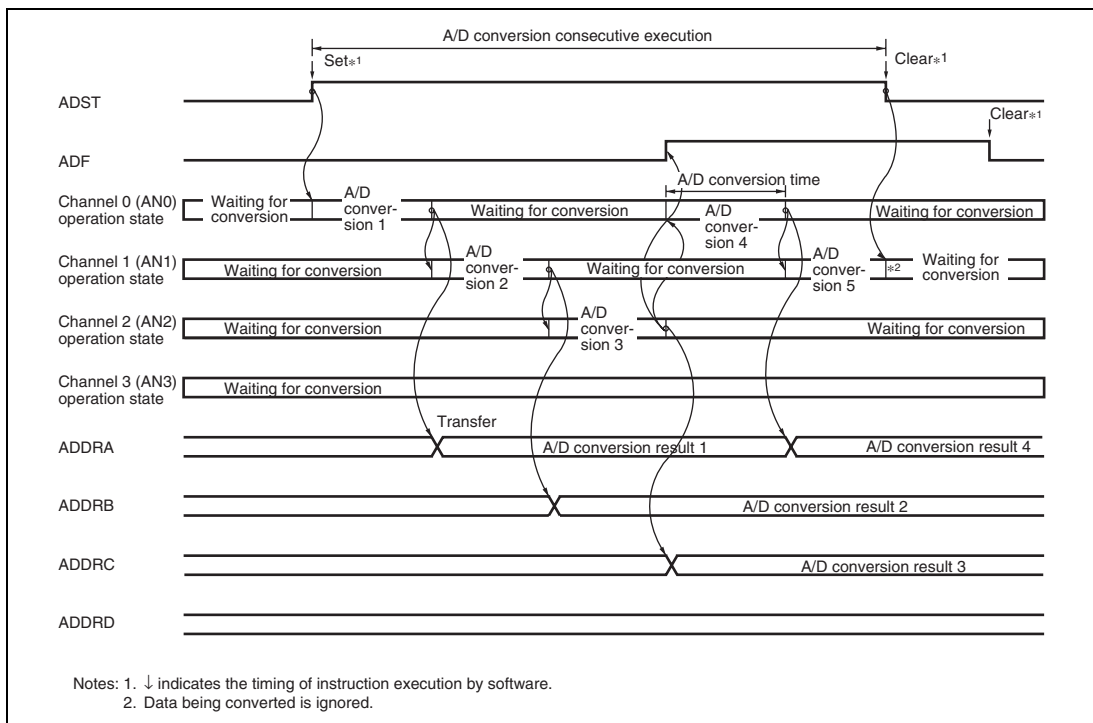 A/D conversion consecutive execution
Set*1
Clear*1
ADST
Clear*1
ADF
A/D conversion time
Channel 0 (AN0)
operation state
Waiting for
conversion
A/D
conver-
sion 1
Waiting for conversion
A/D
conver-
sion 4
Waiting for conversion
Channel 1 (AN1)
operation state
Waiting for conversion
A/D
conver-
sion 2
Waiting for conversion
A/D
conver-
sion 5
*2
Waiting for
conversion
Channel 2 (AN2)
operation state
Waiting for conversion
A/D
conver-
sion 3
Waiting for conversion
Channel 3 (AN3)
operation state
Waiting for conversion
Transfer
ADDRA
A/D conversion result 1
A/D conversion result 4
ADDRB
A/D conversion result 2
ADDRC
A/D conversion result 3
ADDRD
Notes: 1. ↓ indicates the timing of instruction execution by software.
2. Data being converted is ignored.